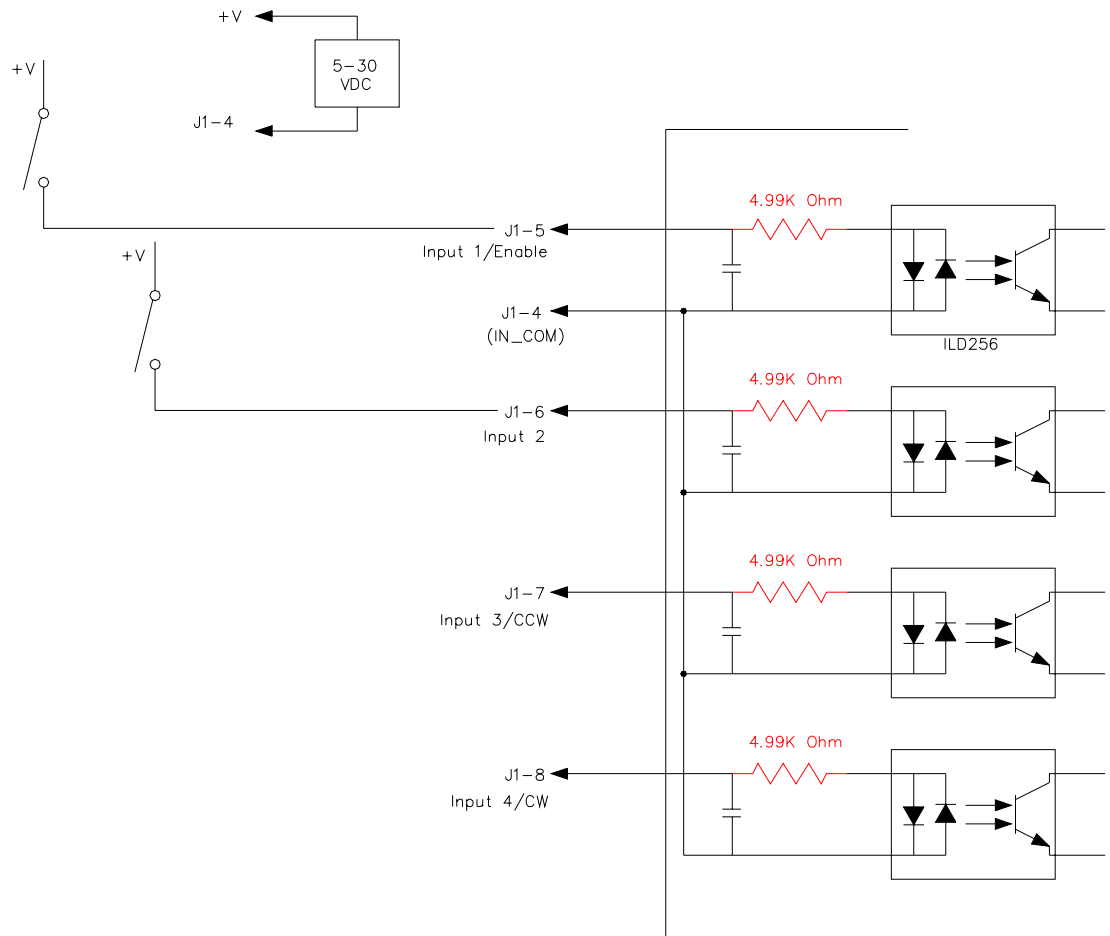 +V
5-30
VDC
+V
J1-4
4.99K Ohm
J1-5
Input 1/Enable
+V
J1-4
(IN_COM)
ILD256
4.99K Ohm
J1-6
Input 2
4.99K Ohm
J1-7
Input 3/CCW
4.99K Ohm
J1-8
Input 4/CW